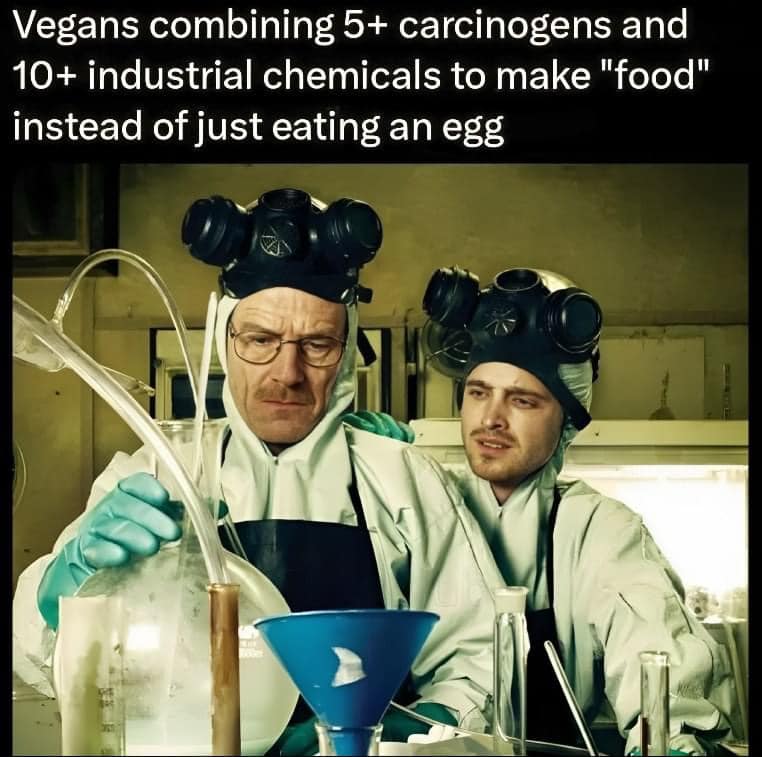 Vegans combining 5+ carcinogens and
10+ industrial chemicals to make "food"
instead of just eating an egg